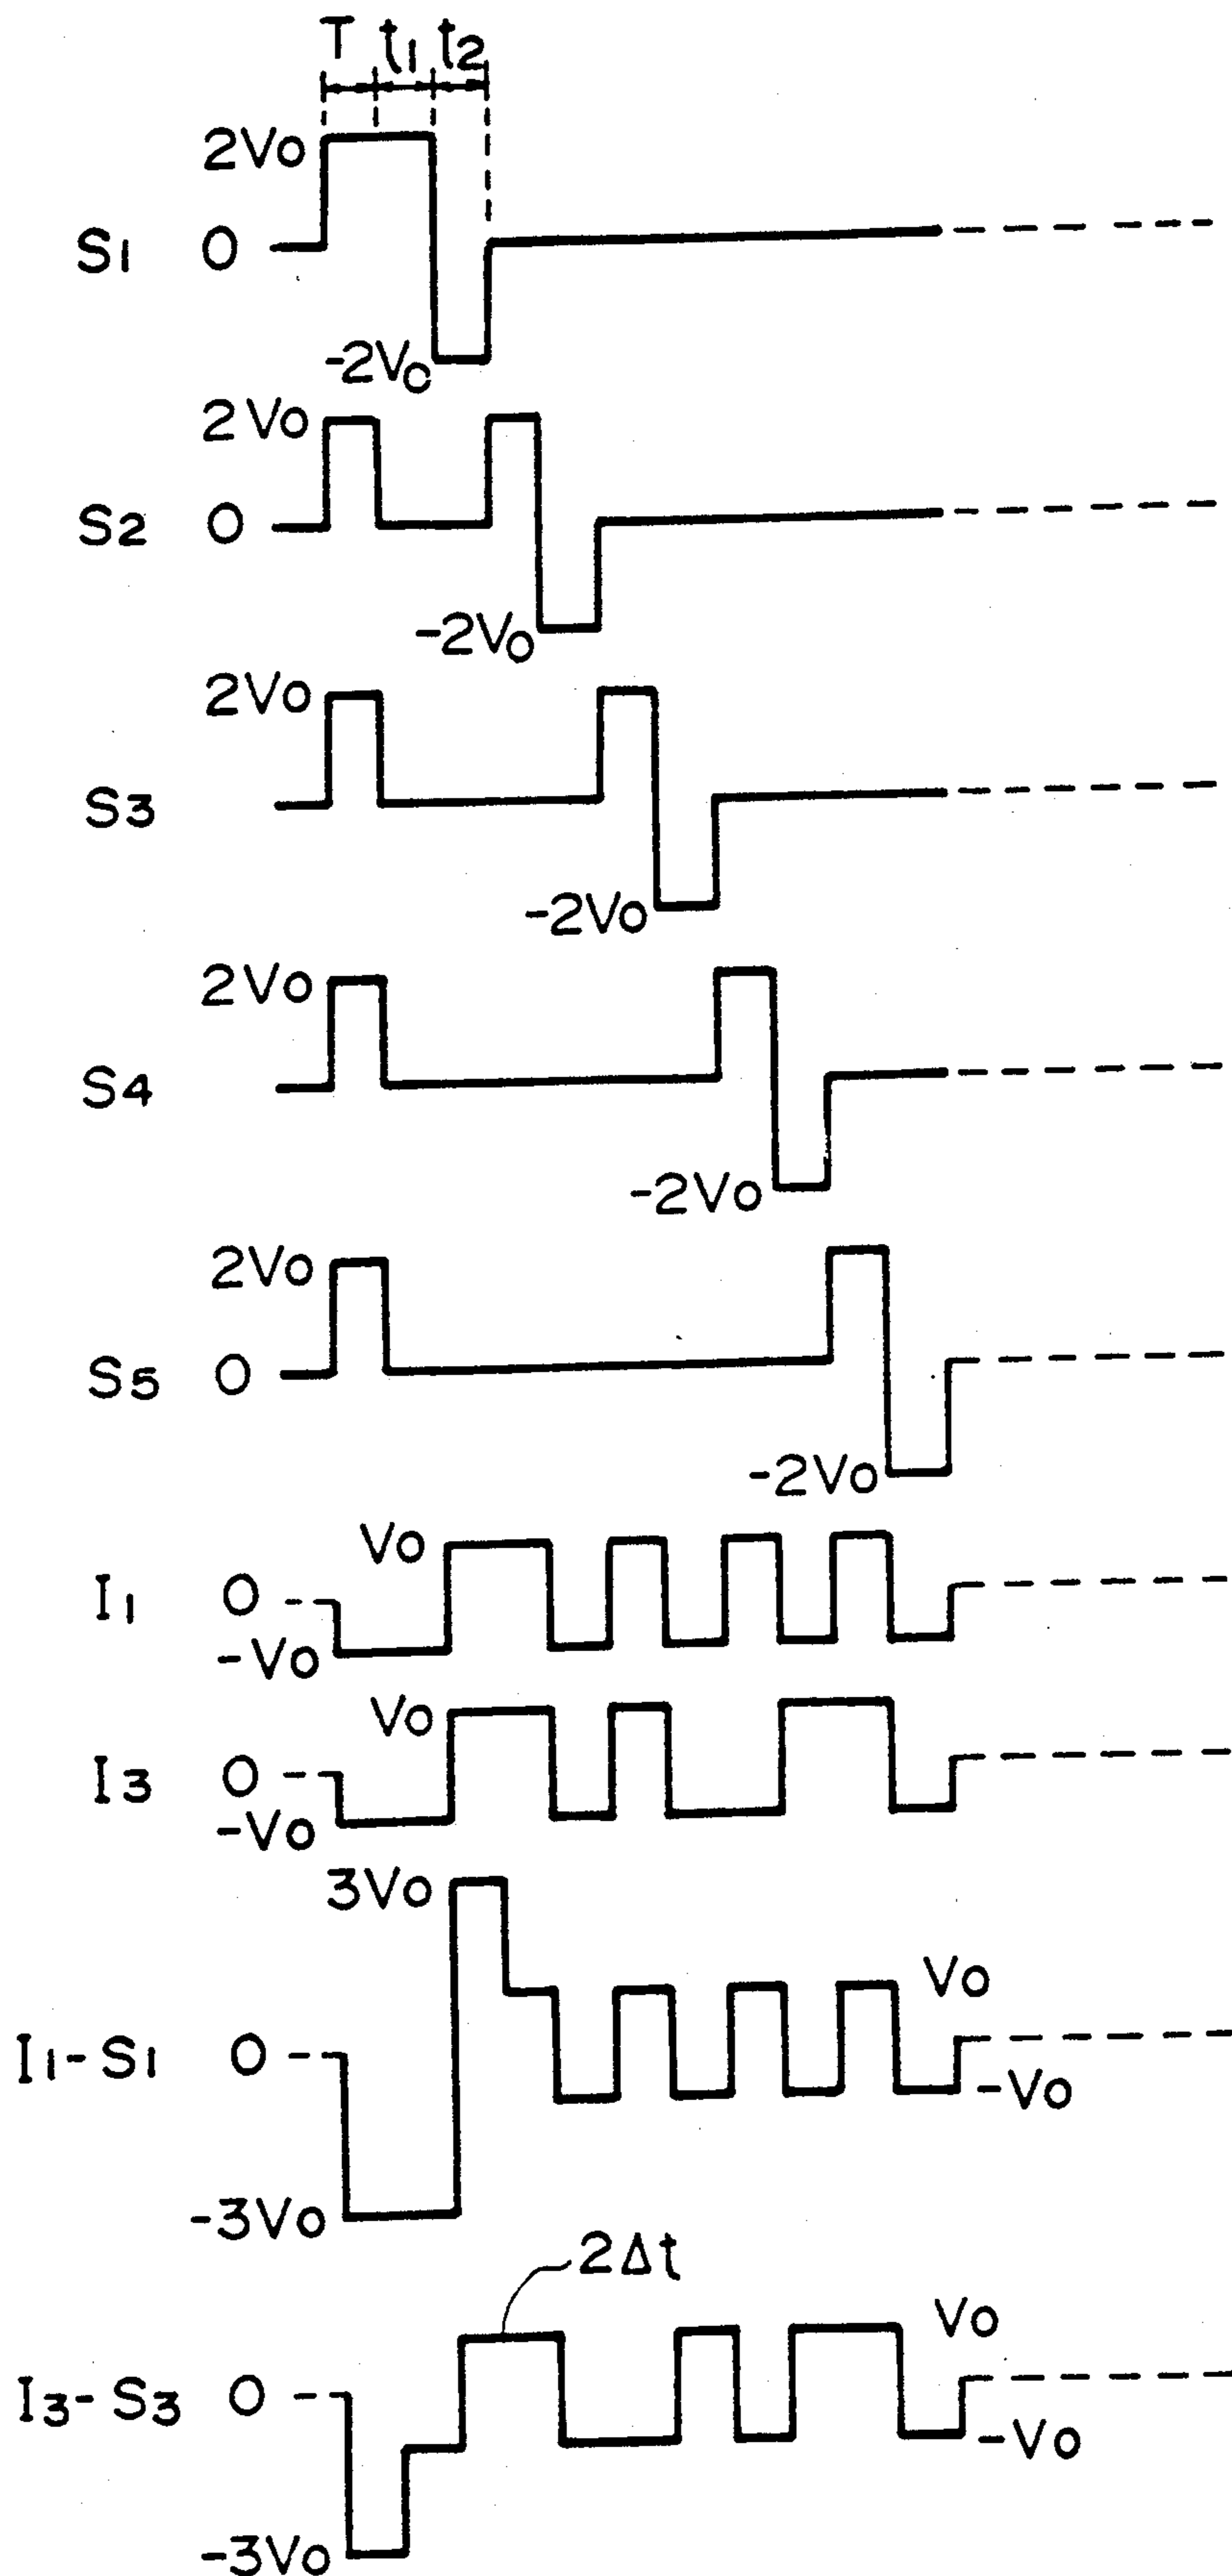 T t1 t2
2Vo
S1 0
-2Vo
2Vo
S2 0
-2Vo
2Vo
S3
-2Vo
2Vo
S4
-2Vo
2Vo
S5 0
-2Vo
Vo
I1 0
-Vo
Vo
I3 0
-Vo
3Vo
Vo
I1-S1 0
-Vo
-3Vo
2Δt
Vo
I3-S3 0
-Vo
-3Vo